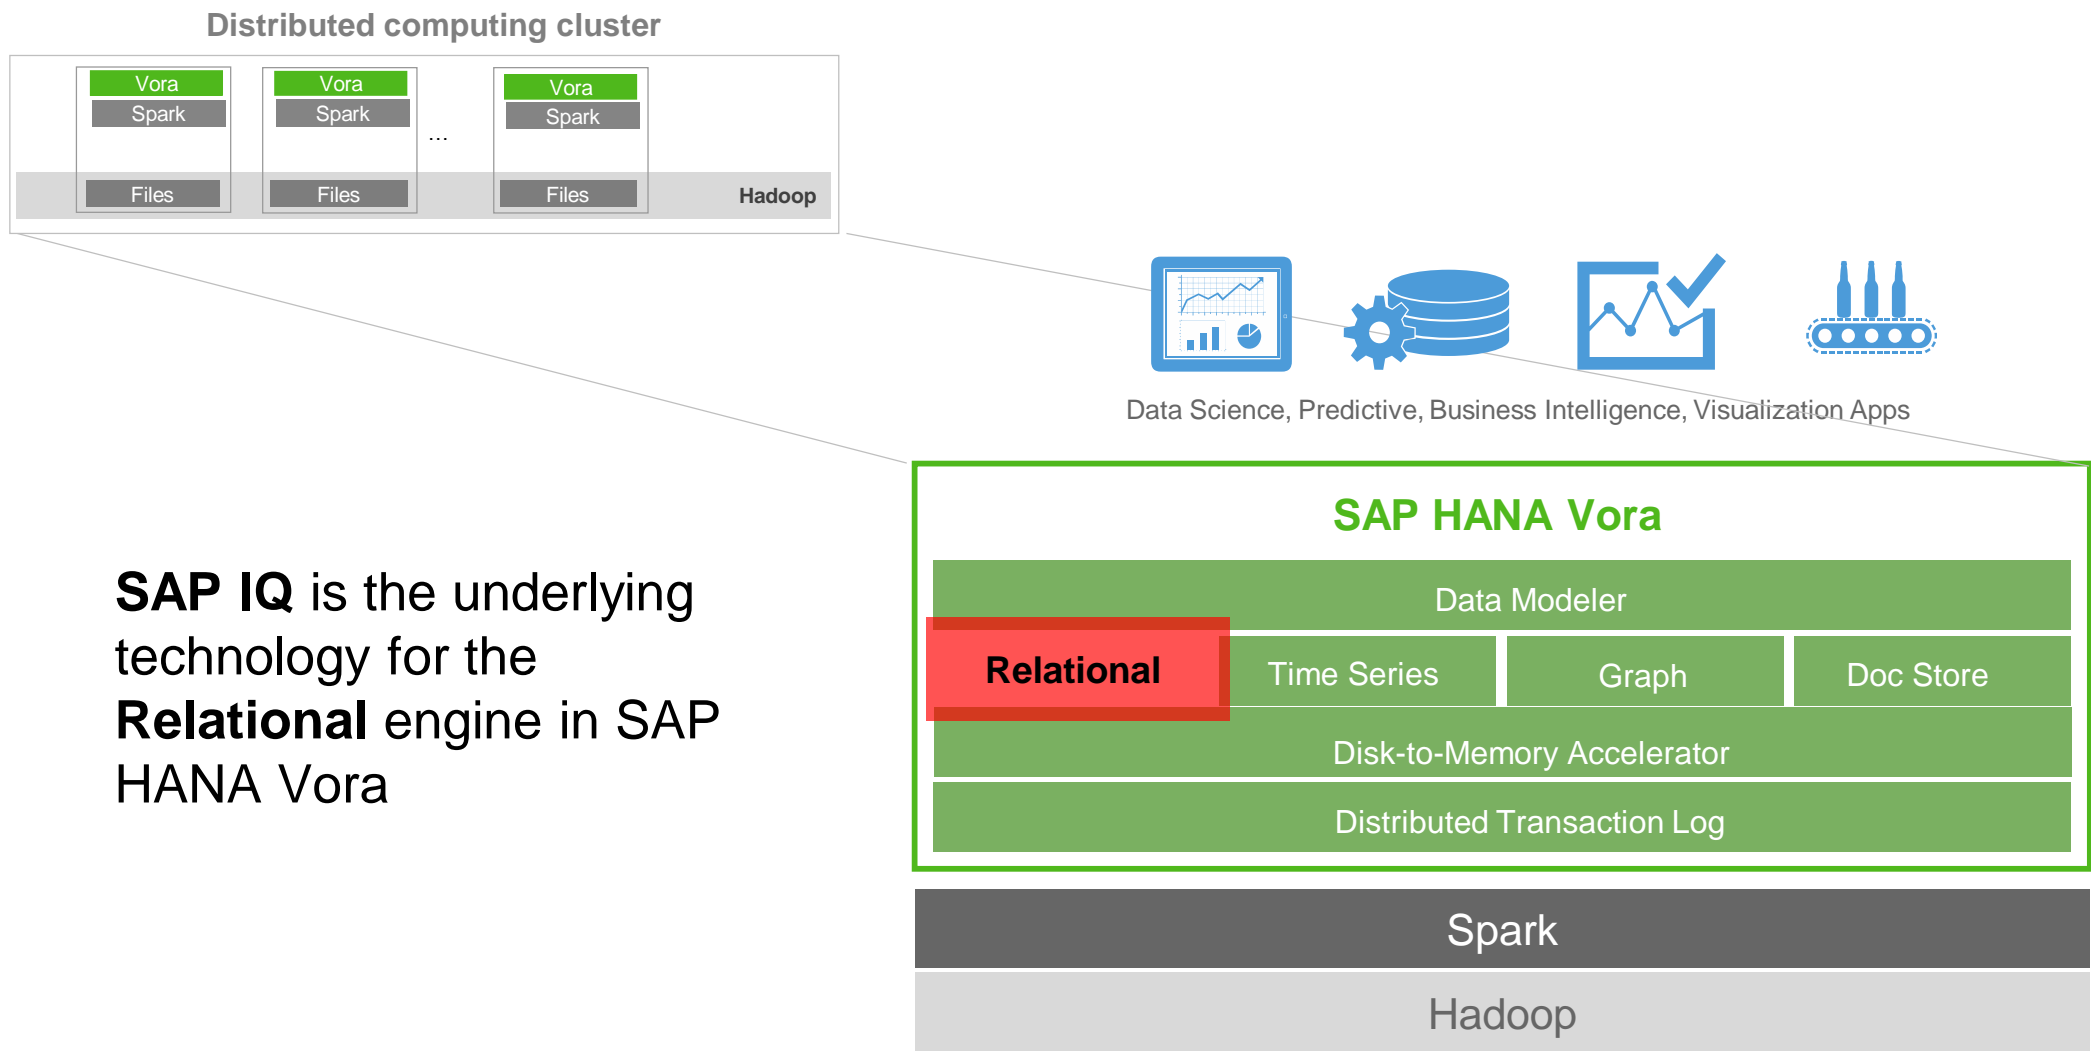 Distributed computing cluster
Vora
Vora
Vora
Spark
Spark
Spark
...
Files
Files
Files
Hadoop
Data Science, Predictive, Business Intelligence, Visualization Apps
SAP HANA Vora
Data Modeler
Relational
Time Series
Graph
Doc Store
Disk-to-Memory Accelerator
Distributed Transaction Log
Spark
Hadoop
SAP IQ is the underlying
technology for the
Relational engine in SAP
HANA Vora